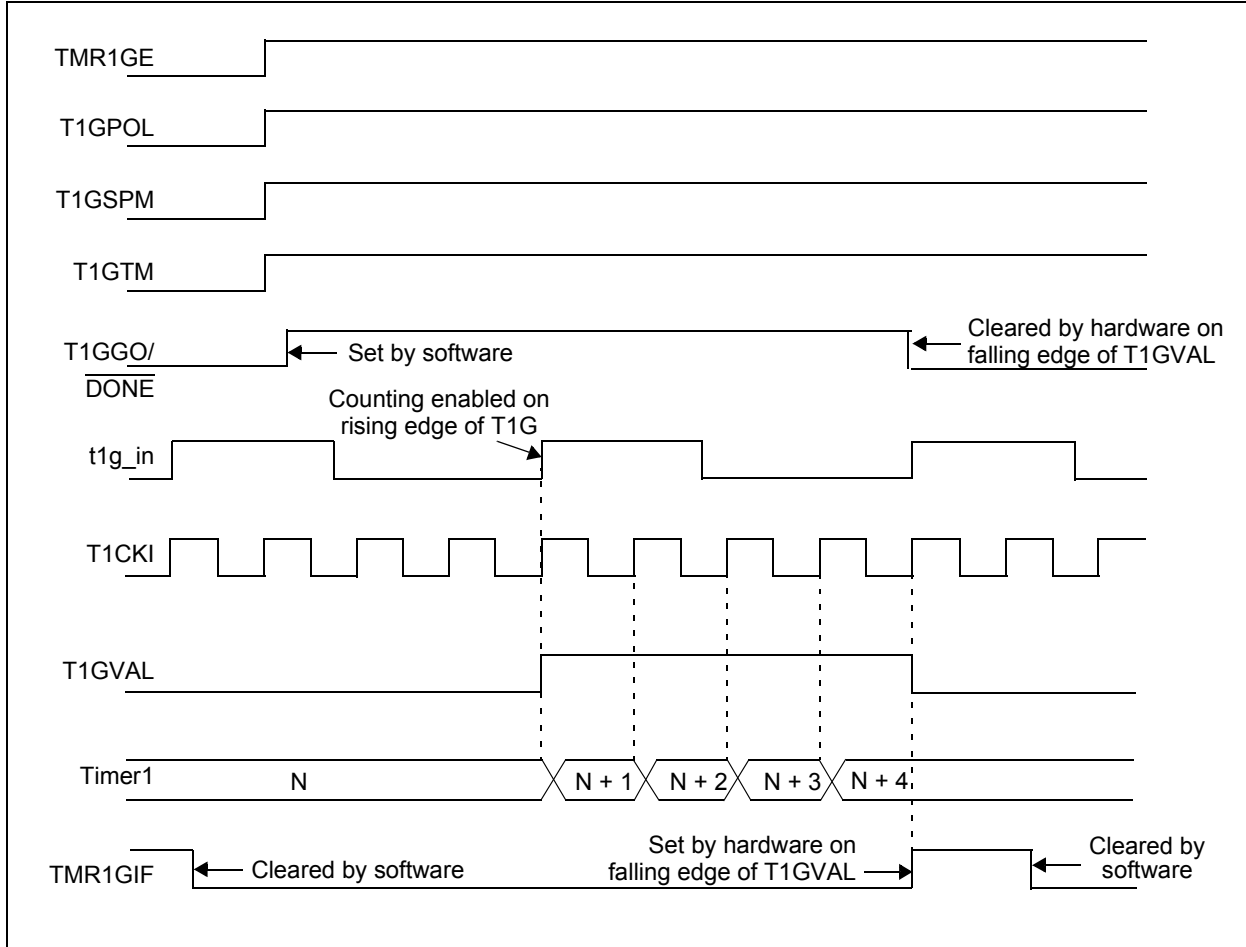 TMR1GE
T1GPOL
T1GSPM
T1GTM
T1GGO/
DONE
Set by software
Cleared by hardware on
falling edge of T1GVAL
Counting enabled on
rising edge of T1G
t1g_in
T1CKI
T1GVAL
Timer1
N
N + 1
N + 2
N + 3
N + 4
TMR1GIF
Cleared by software
Set by hardware on
falling edge of T1GVAL
Cleared by
software